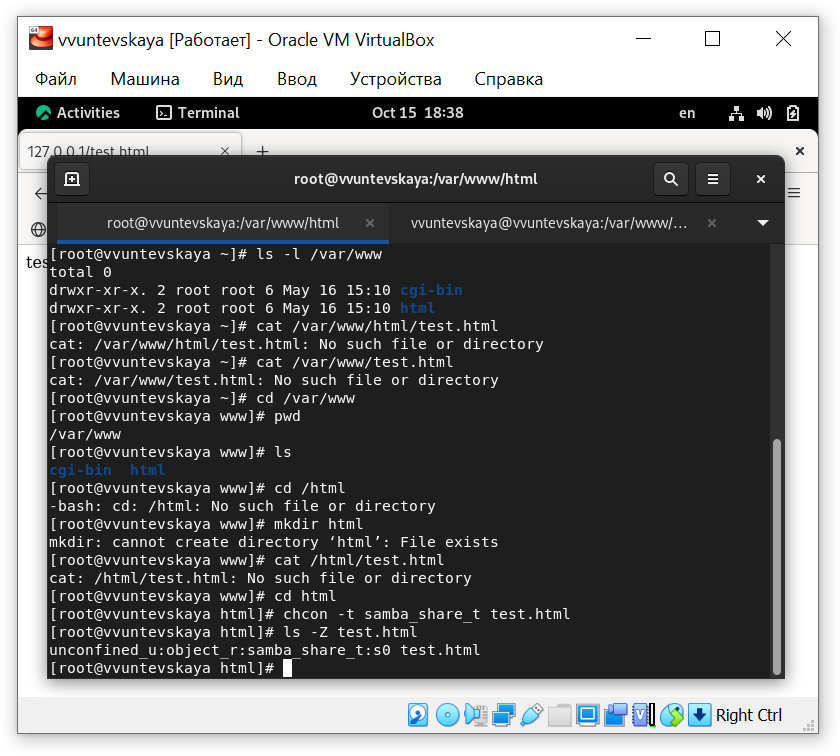 vvuntevskaya [Работает] - Oracle VM VirtualBox
Файл Машина Вид Ввод Устройства Справка
Activities Terminal Oct 15 18:38 en
127.0.0.1/test.html
root@vvuntevskaya:/var/www/html
root@vvuntevskaya:/var/www/html vvuntevskaya@vvuntevskaya:/var/www/...
[root@vvuntevskaya ~]# ls -l /var/www
total 0
drwxr-xr-x. 2 root root 6 May 16 15:10 cgi-bin
drwxr-xr-x. 2 root root 6 May 16 15:10 html
[root@vvuntevskaya ~]# cat /var/www/html/test.html
cat: /var/www/html/test.html: No such file or directory
[root@vvuntevskaya ~]# cat /var/www/test.html
cat: /var/www/test.html: No such file or directory
[root@vvuntevskaya ~]# cd /var/www
[root@vvuntevskaya www]# pwd
/var/www
[root@vvuntevskaya www]# ls
cgi-bin html
[root@vvuntevskaya www]# cd /html
-bash: cd: /html: No such file or directory
[root@vvuntevskaya www]# mkdir html
mkdir: cannot create directory ‘html’: File exists
[root@vvuntevskaya www]# cat /html/test.html
cat: /html/test.html: No such file or directory
[root@vvuntevskaya www]# cd html
[root@vvuntevskaya html]# chcon -t samba_share_t test.html
[root@vvuntevskaya html]# ls -Z test.html
unconfined_u:object_r:samba_share_t:s0 test.html
[root@vvuntevskaya html]#
Right Ctrl